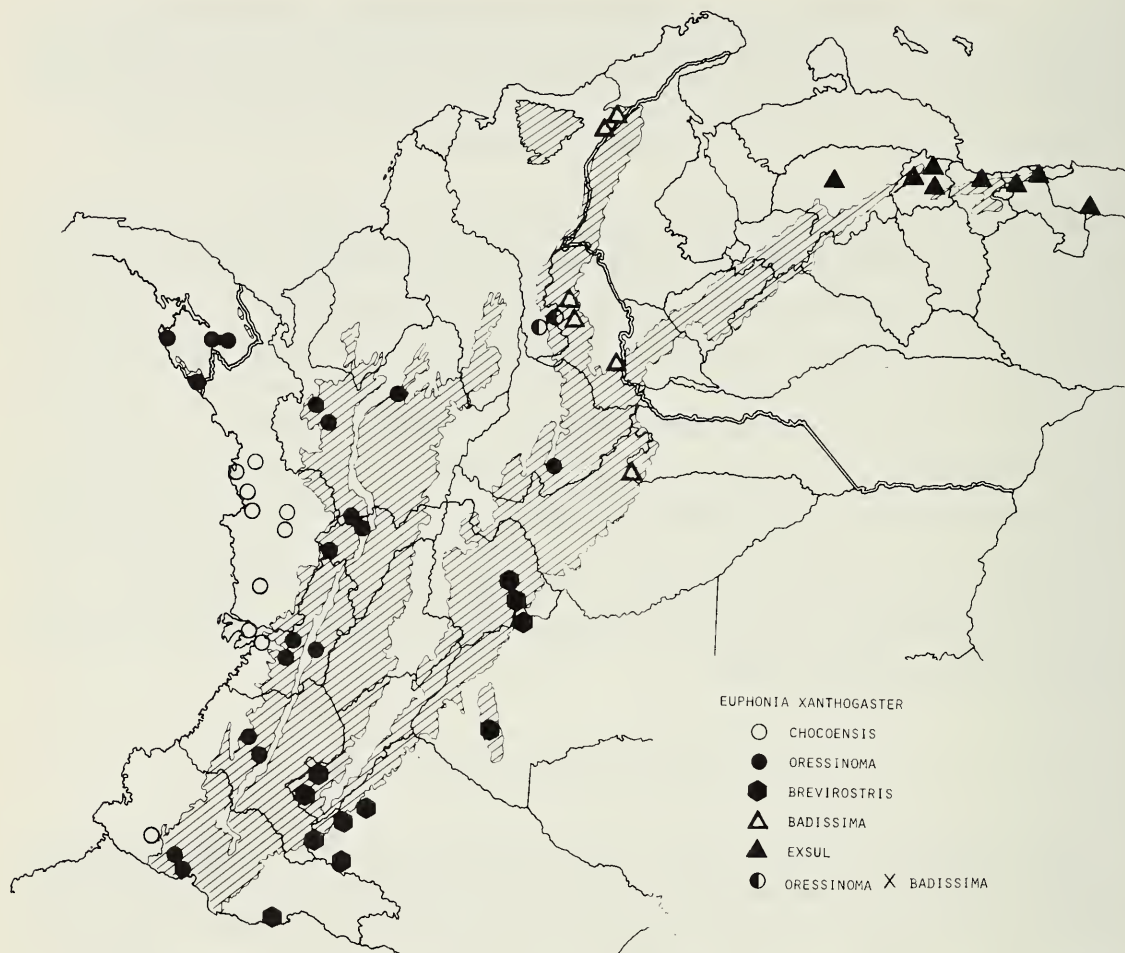 EUPHONIA XANTHOGASTER
CHOCOENSIS
ORESSINOMA
BREVIROSTRIS
BADISSIMA
EXSUL
ORESSINOMA X BADISSIMA